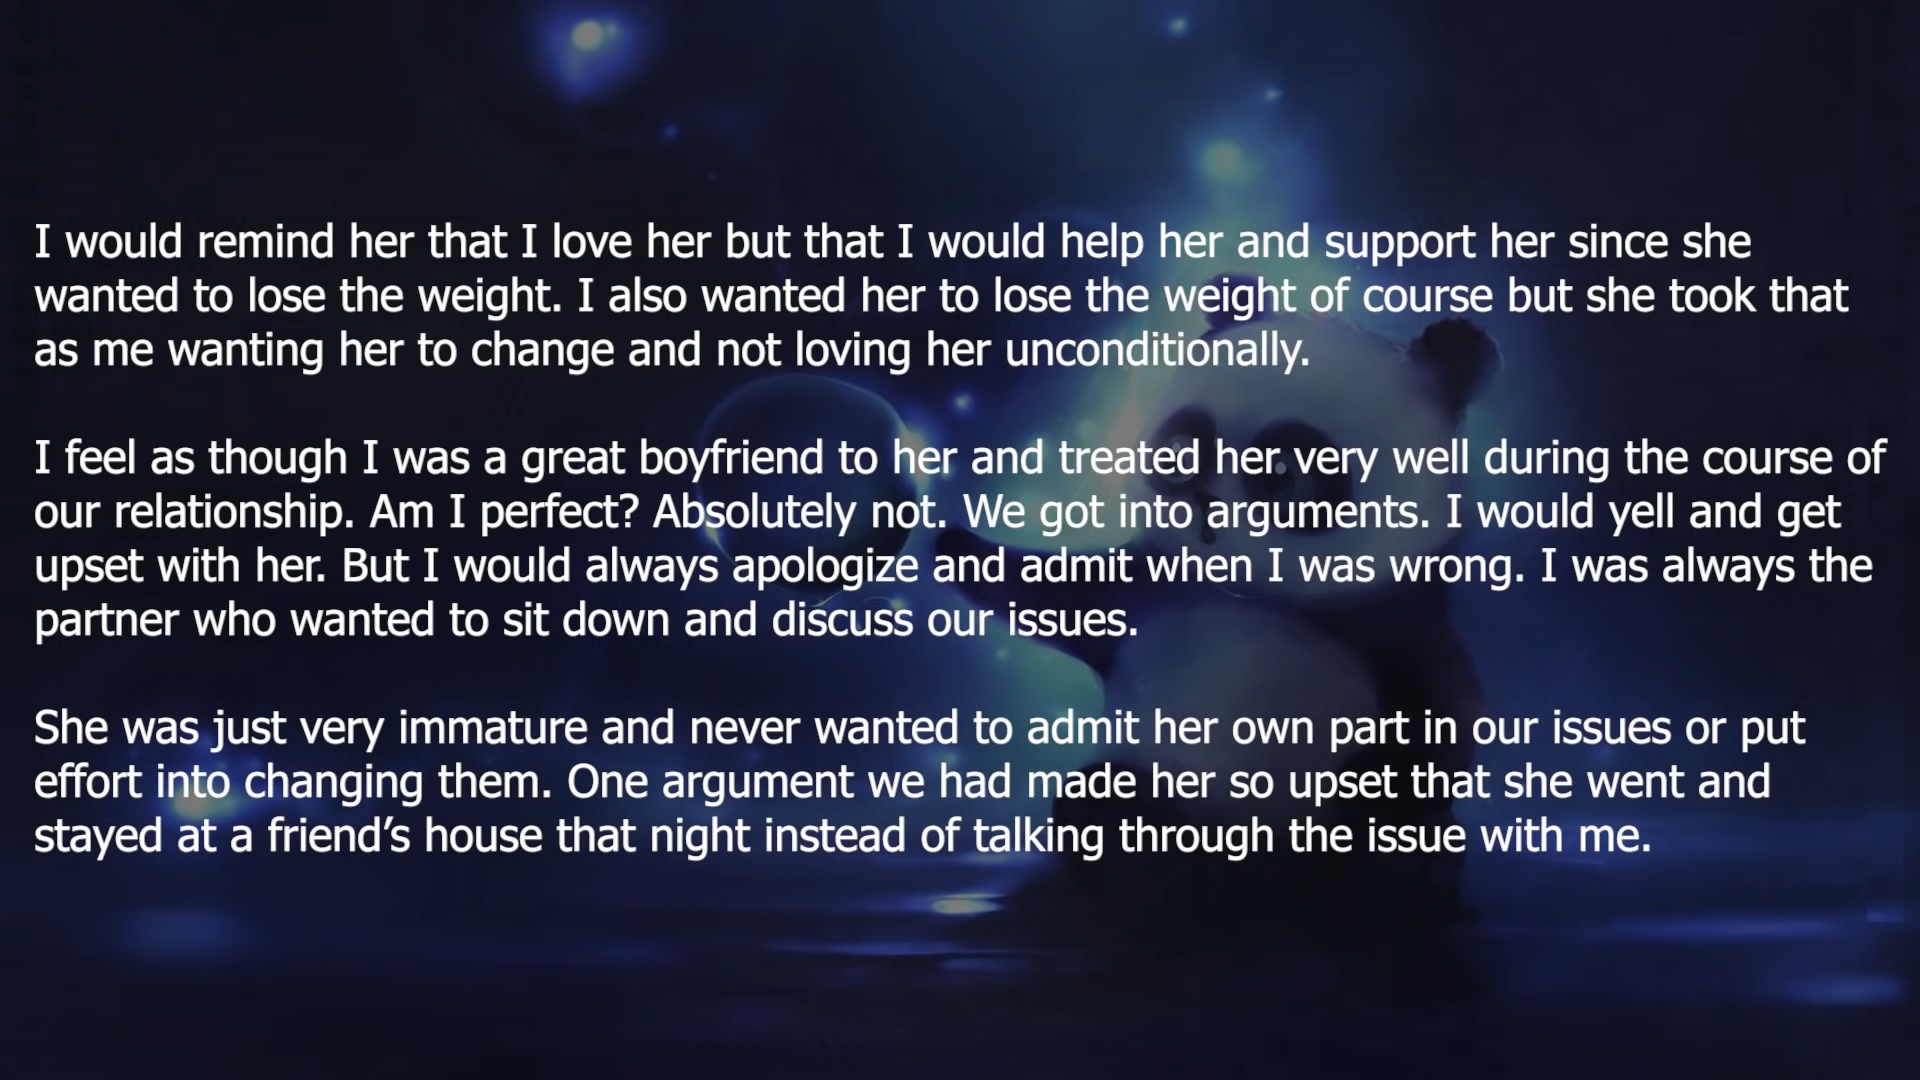 I would remind her that I love her but that I would help her and support her since she
wanted to lose the weight. I also wanted her to lose the weight of course but she took that
as me wanting her to change and not loving her unconditionally.
I feel as though I was a great boyfriend to her and treated her very well during the course of
our relationship. Am I perfect? Absolutely not. We got into arguments. I would yell and get
upset with her. But I would always apologize and admit when I was wrong. I was always the
partner who wanted to sit down and discuss our issues.
She was just very immature and never wanted to admit her own part in our issues or put
effort into changing them. One argument we had made her so upset that she went and
stayed at a friend’s house that night instead of talking through the issue with me.